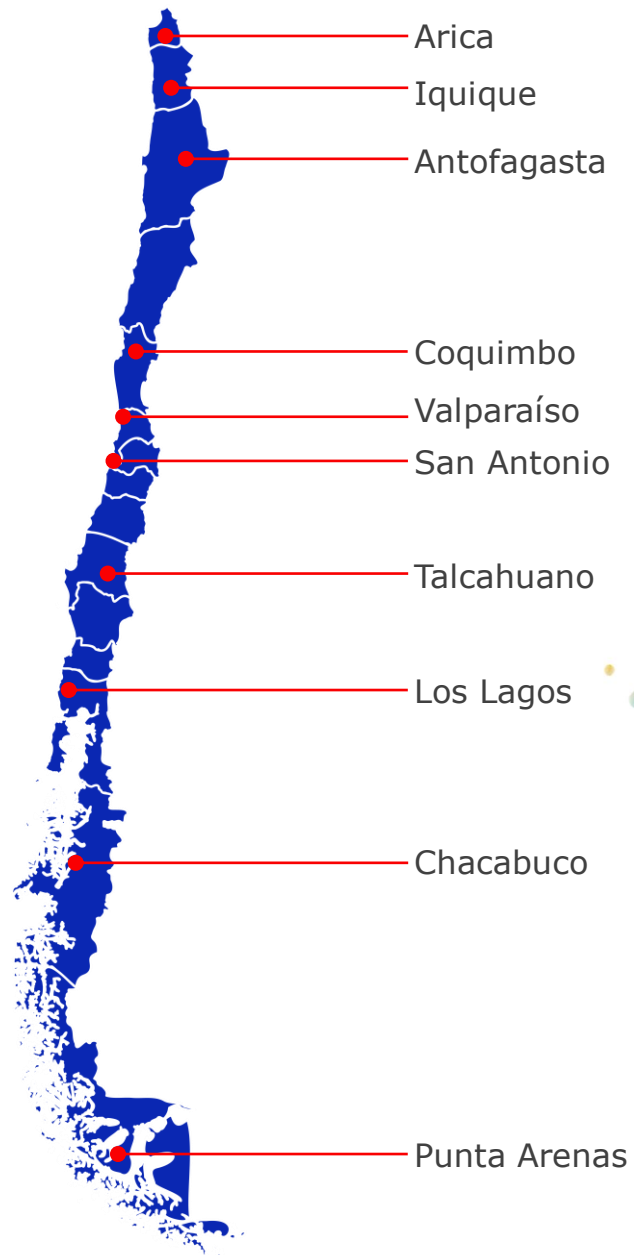 Arica
Iquique
Antofagasta
Coquimbo
Valparaíso
San Antonio
Talcahuano
Los Lagos
Chacabuco
Punta Arenas